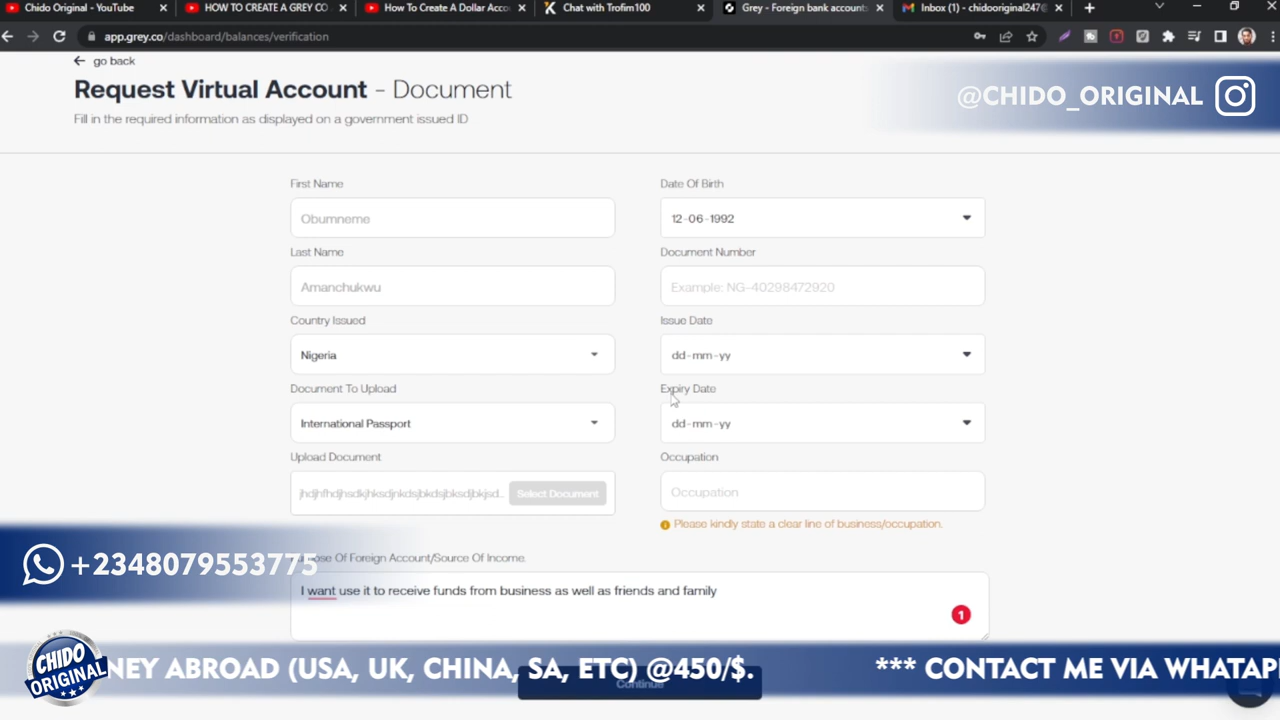 Chido Original - YouTube
HOW TO CREATE A GREY CO
How To Create A Dollar Acco
Chat with Trofim100
Grey - Foreign bank accounts
Inbox (1) - chidooriginal247@
app.grey.co/dashboard/balances/verification
go back
Request Virtual Account - Document
Fill in the required information as displayed on a government issued ID
@CHIDO_ORIGINAL
First Name
Obumneme
Date Of Birth
12-06-1992
Last Name
Amanchukwu
Document Number
Example: NG-40298472920
Country Issued
Nigeria
Issue Date
dd-mm-yy
Document To Upload
International Passport
Expiry Date
dd-mm-yy
Upload Document
Select Document
Occupation
Occupation
Please kindly state a clear line of business/occupation.
+2348079553775
Of Foreign Account/Source Of Income.
I want use it to receive funds from business as well as friends and family
1
CHIDO
ORIGINAL
NEY ABROAD (USA, UK, CHINA, SA, ETC) @450/$. *** CONTACT ME VIA WHATAP
Continue